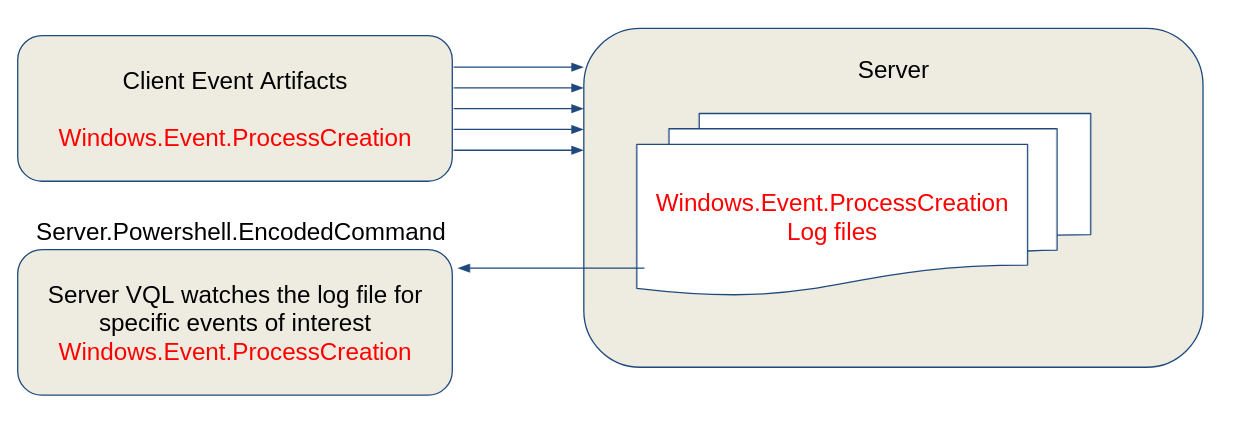 Client Event Artifacts
Windows.Event.ProcessCreation
Server
Windows.Event.ProcessCreation
Log files
Server.Powershell.EncodedCommand
Server VQL watches the log file for
specific events of interest
Windows.Event.ProcessCreation